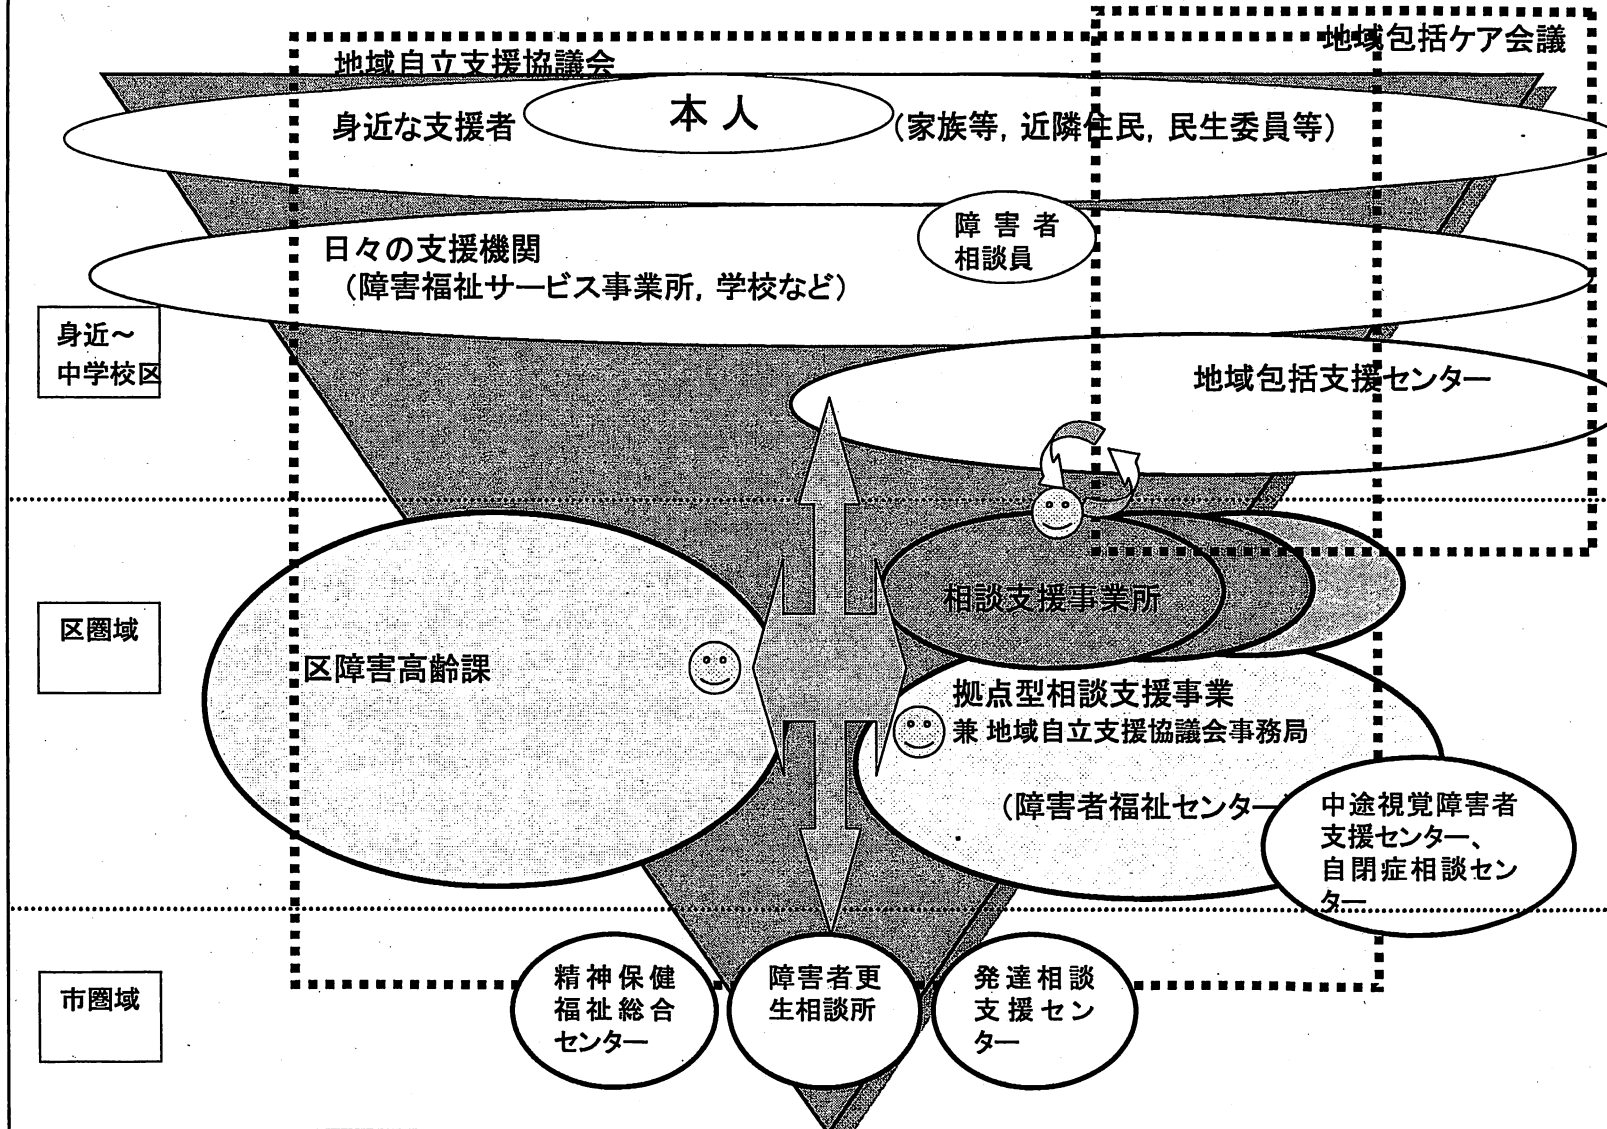 地域包括ケア会議
地域自立支援協議会
本人
身近な支援者
(家族等, 近隣住民, 民生委員等)
障害者
相談員
日々の支援機関
(障害福祉サービス事業所, 学校など)
身近～
中学校区
地域包括支援センター
相談支援事業所
区圏域
区障害高齢課
拠点型相談支援事業
兼 地域自立支援協議会事務局
(障害者福祉センター)
中途視覚障害者
支援センター、
自閉症相談セン
ター
市圏域
精神保健
福祉総合
センター
障害者更
生相談所
発達相談
支援セン
ター